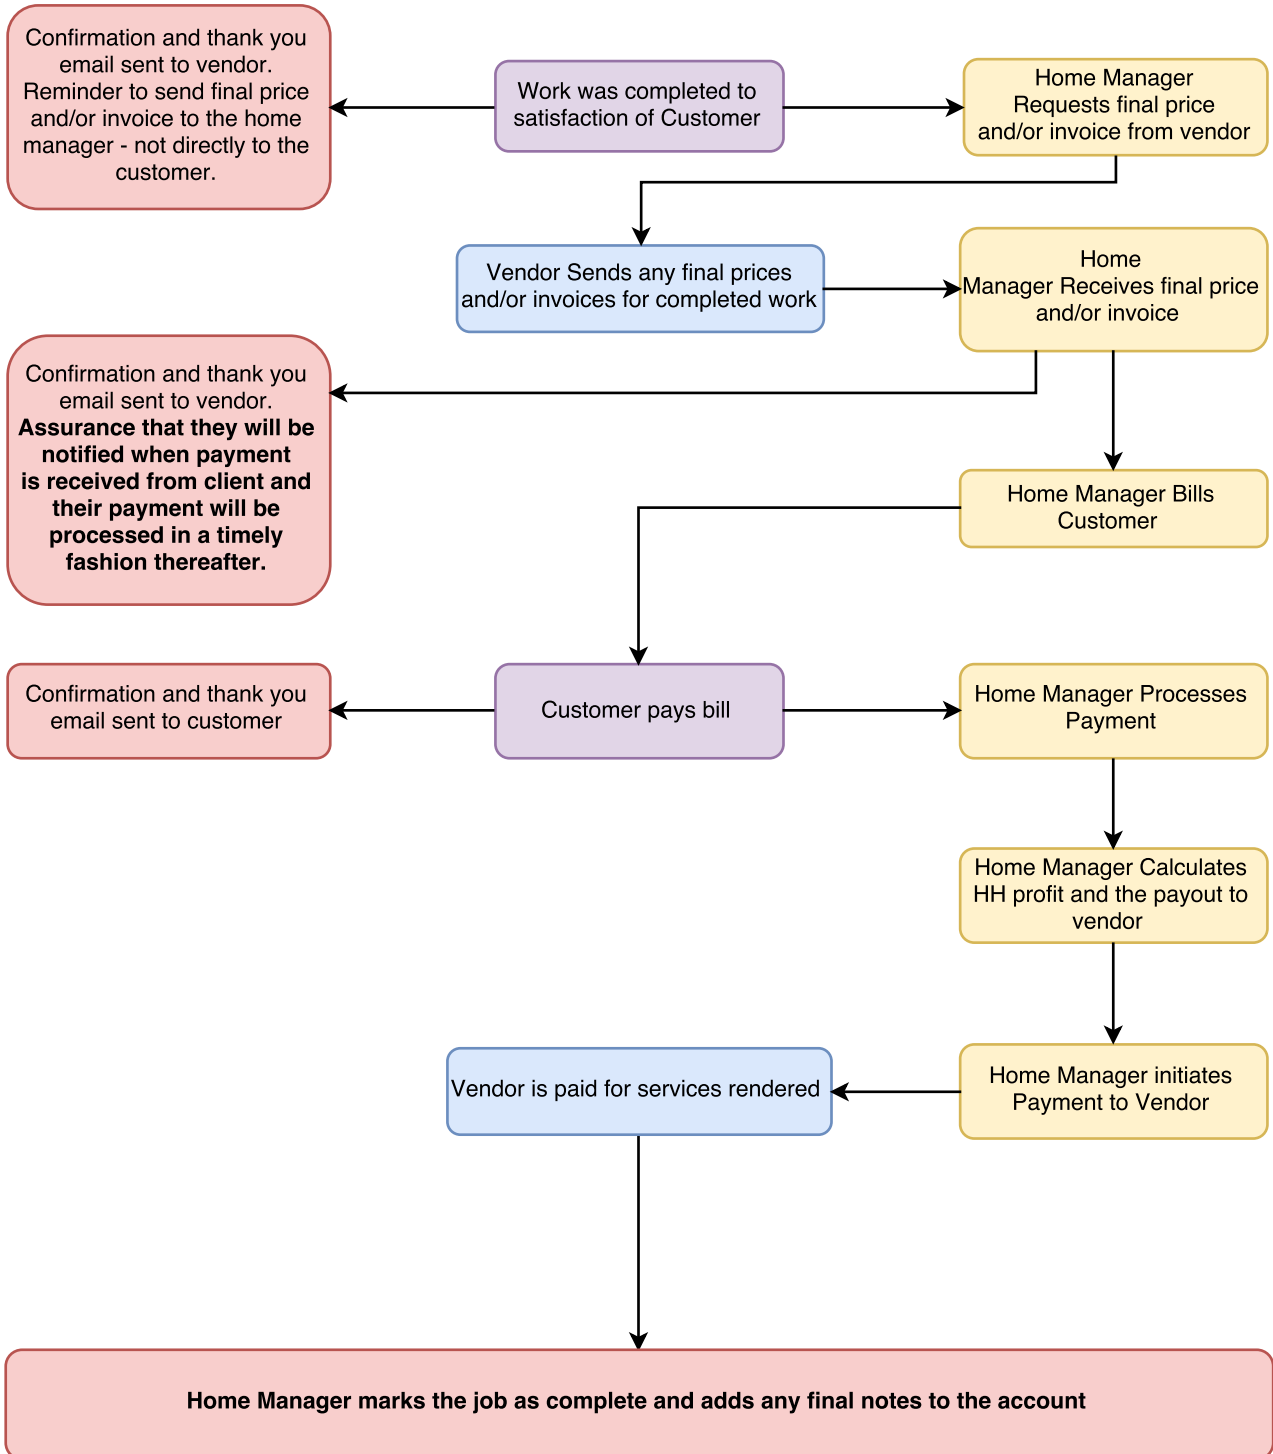 Confirmation and thank you
email sent to vendor.
Reminder to send final price
and/or invoice to the home
manager - not directly to the
customer.
Work was completed to
satisfaction of Customer
Home Manager
Requests final price
and/or invoice from vendor
Vendor Sends any final prices
and/or invoices for completed work
Home
Manager Receives final price
and/or invoice
Confirmation and thank you
email sent to vendor.
Assurance that they will be
notified when payment
is received from client and
their payment will be
processed in a timely
fashion thereafter.
Home Manager Bills
Customer
Confirmation and thank you
email sent to customer
Customer pays bill
Home Manager Processes
Payment
Home Manager Calculates
HH profit and the payout to
vendor
Vendor is paid for services rendered
Home Manager initiates
Payment to Vendor
Home Manager marks the job as complete and adds any final notes to the account